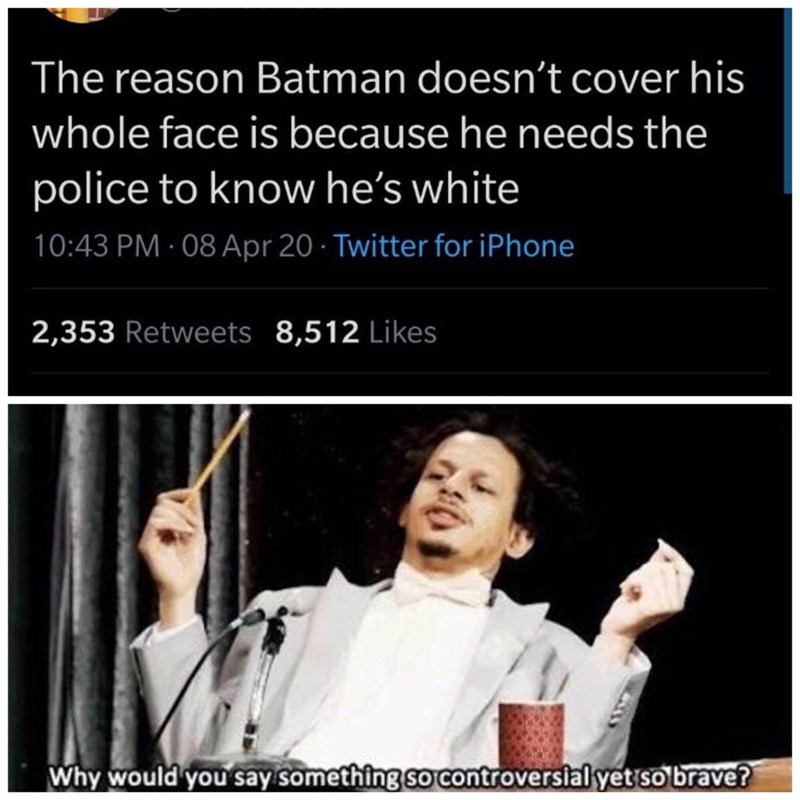 The reason Batman doesn't cover his
whole face is because he needs the
police to know he's white
10:43 PM · 08 Apr 20 · Twitter for iPhone
2,353 Retweets 8,512 Likes
Why would you say something so controversial yet so brave?